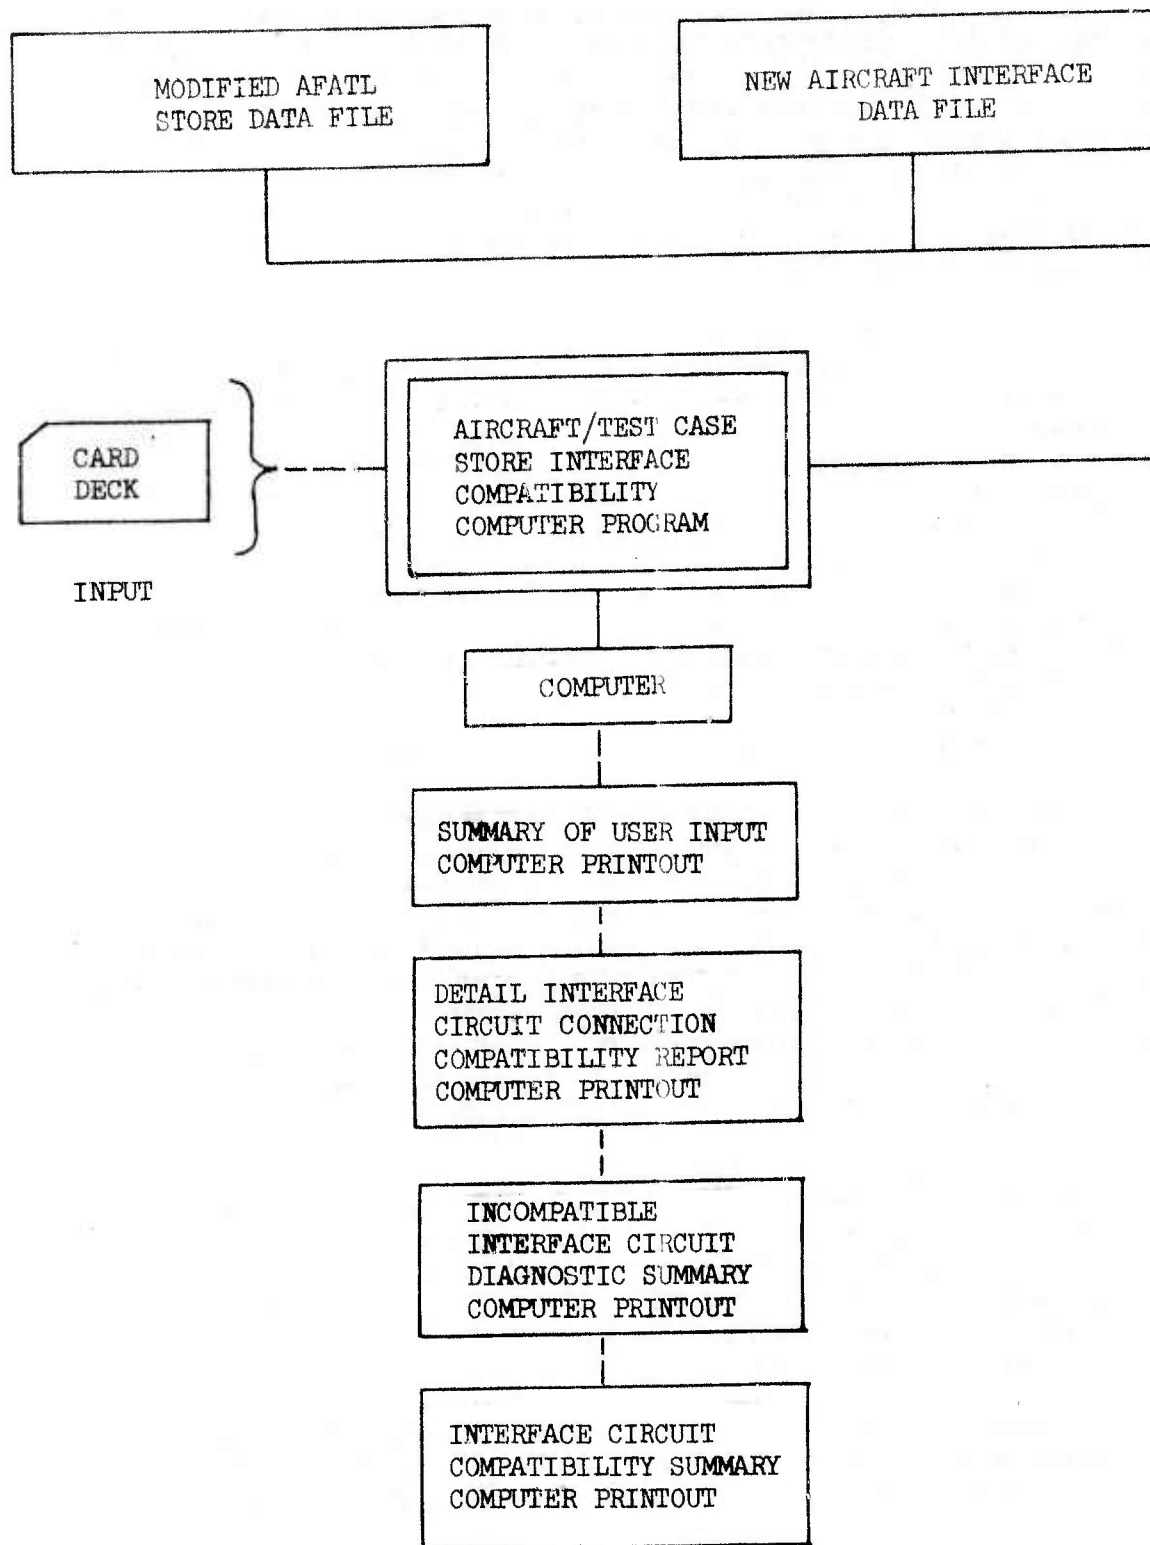 MODIFIED AFATL
STORE DATA FILE
NEW AIRCRAFT INTERFACE
DATA FILE
CARD
DECK
INPUT
AIRCRAFT/TEST CASE
STORE INTERFACE
COMPATIBILITY
COMPUTER PROGRAM
COMPUTER
SUMMARY OF USER INPUT
COMPUTER PRINTOUT
DETAIL INTERFACE
CIRCUIT CONNECTION
COMPATIBILITY REPORT
COMPUTER PRINTOUT
INCOMPATIBLE
INTERFACE CIRCUIT
DIAGNOSTIC SUMMARY
COMPUTER PRINTOUT
INTERFACE CIRCUIT
COMPATIBILITY SUMMARY
COMPUTER PRINTOUT